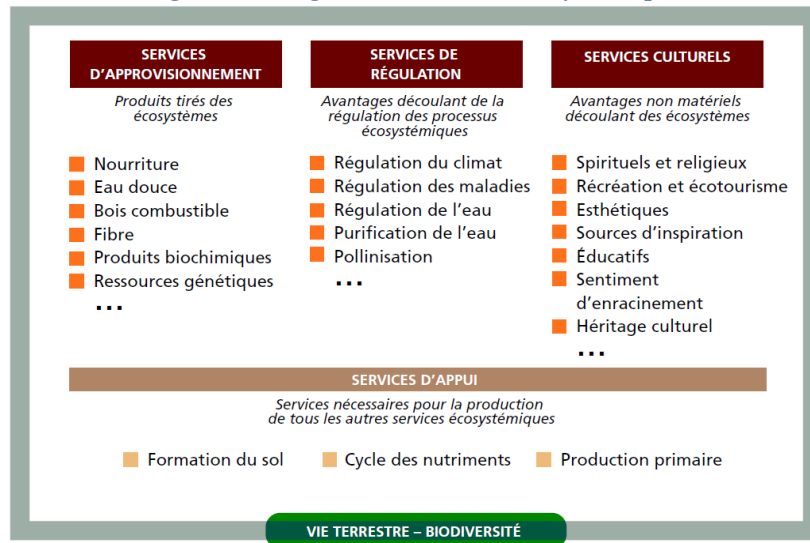 SERVICES
D'APPROVISIONNEMENT
Produits tirés des
écosystèmes
Nourriture
Eau douce
Bois combustible
Fibre
Produits biochimiques
Ressources génétiques
...
SERVICES DE
RÉGULATION
Avantages découlant de la
régulation des processus
écosystémiques
Régulation du climat
Régulation des maladies
Régulation de l'eau
Purification de l'eau
Pollinisation
...
SERVICES CULTURELS
Avantages non matériels
découlant des écosystèmes
Spirituels et religieux
Récréation et écotourisme
Esthétiques
Sources d'inspiration
Éducatifs
Sentiment
d'enracinement
Héritage culturel
...
SERVICES D'APPUI
Services nécessaires pour la production
de tous les autres services écosystémiques
Formation du sol
Cycle des nutriments
Production primaire
VIE TERRESTRE – BIODIVERSITÉ